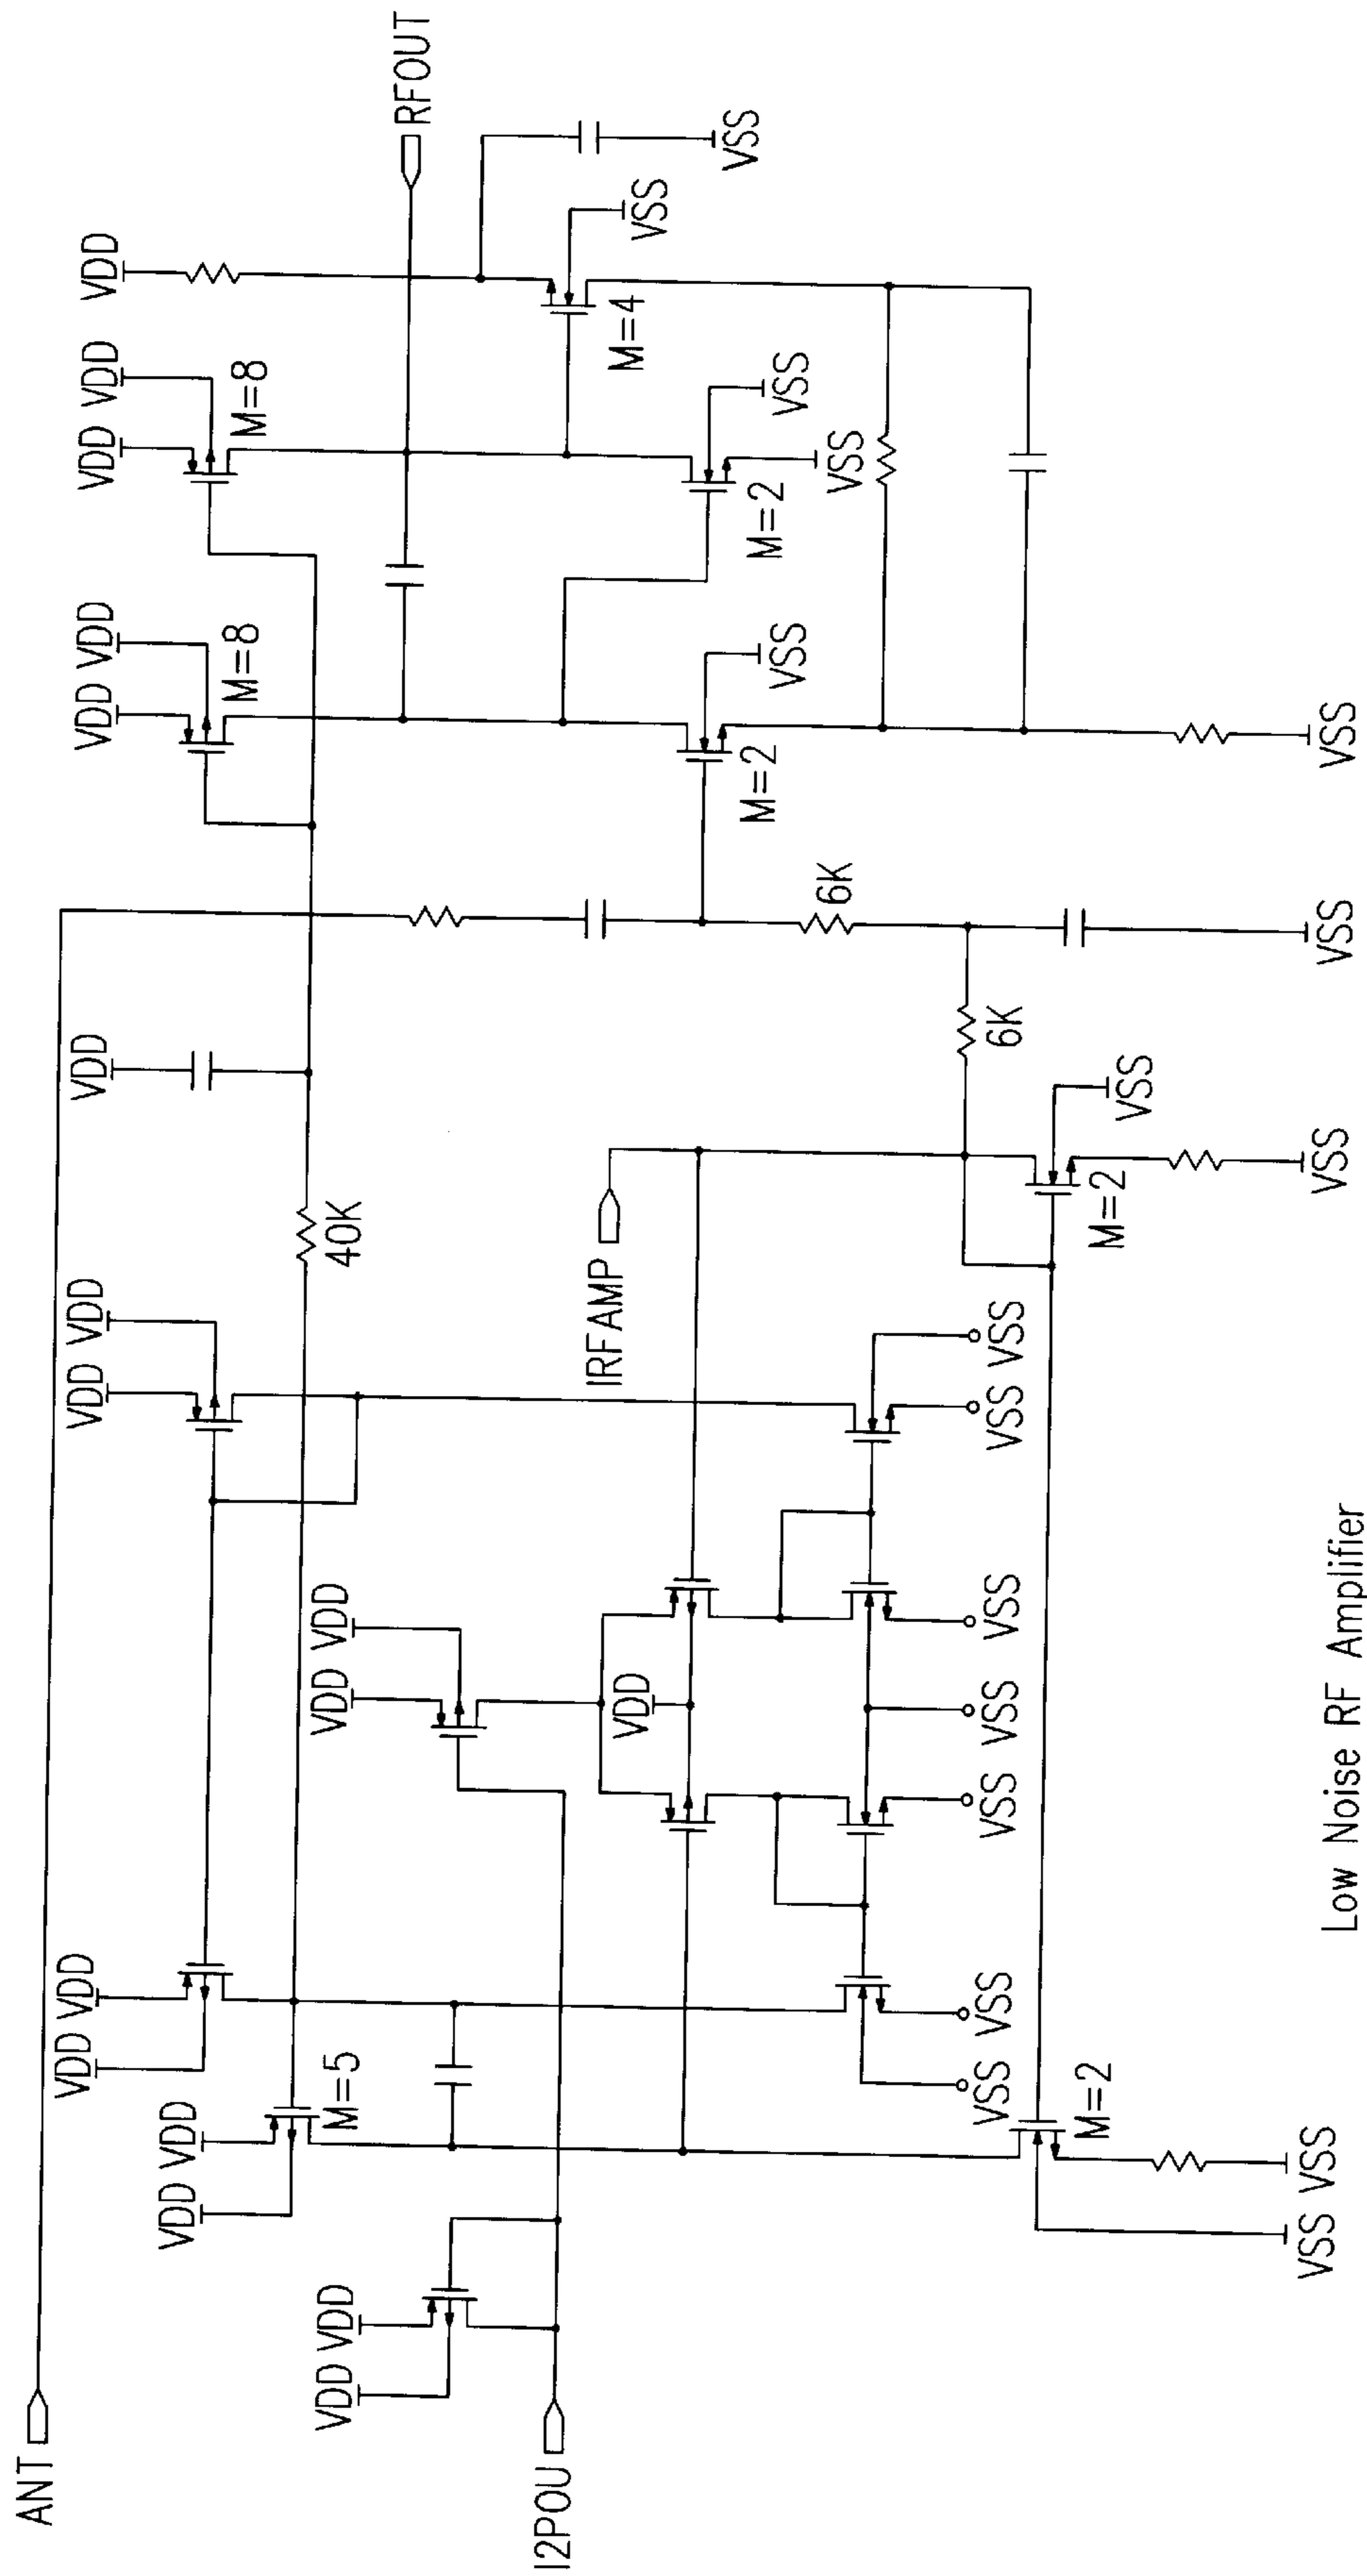 ANT
VDD VDD
VDD VDD
VDD
VDD VDD
VDD VDD
VDD
VDD VDD
M=8
M=8
VDD VDD
M=5
VDD VDD
40K
RFOUT
I2POU
IRFAMP
VDD
M=4
VSS
VSS
M=2
VSS
M=2
VSS
VSS
6K
VSS VSS
VSS
VSS
VSS
VSS
VSS
6K
M=2
M=2
VSS
VSS VSS
VSS
VSS
VSS
Low Noise RF Amplifier